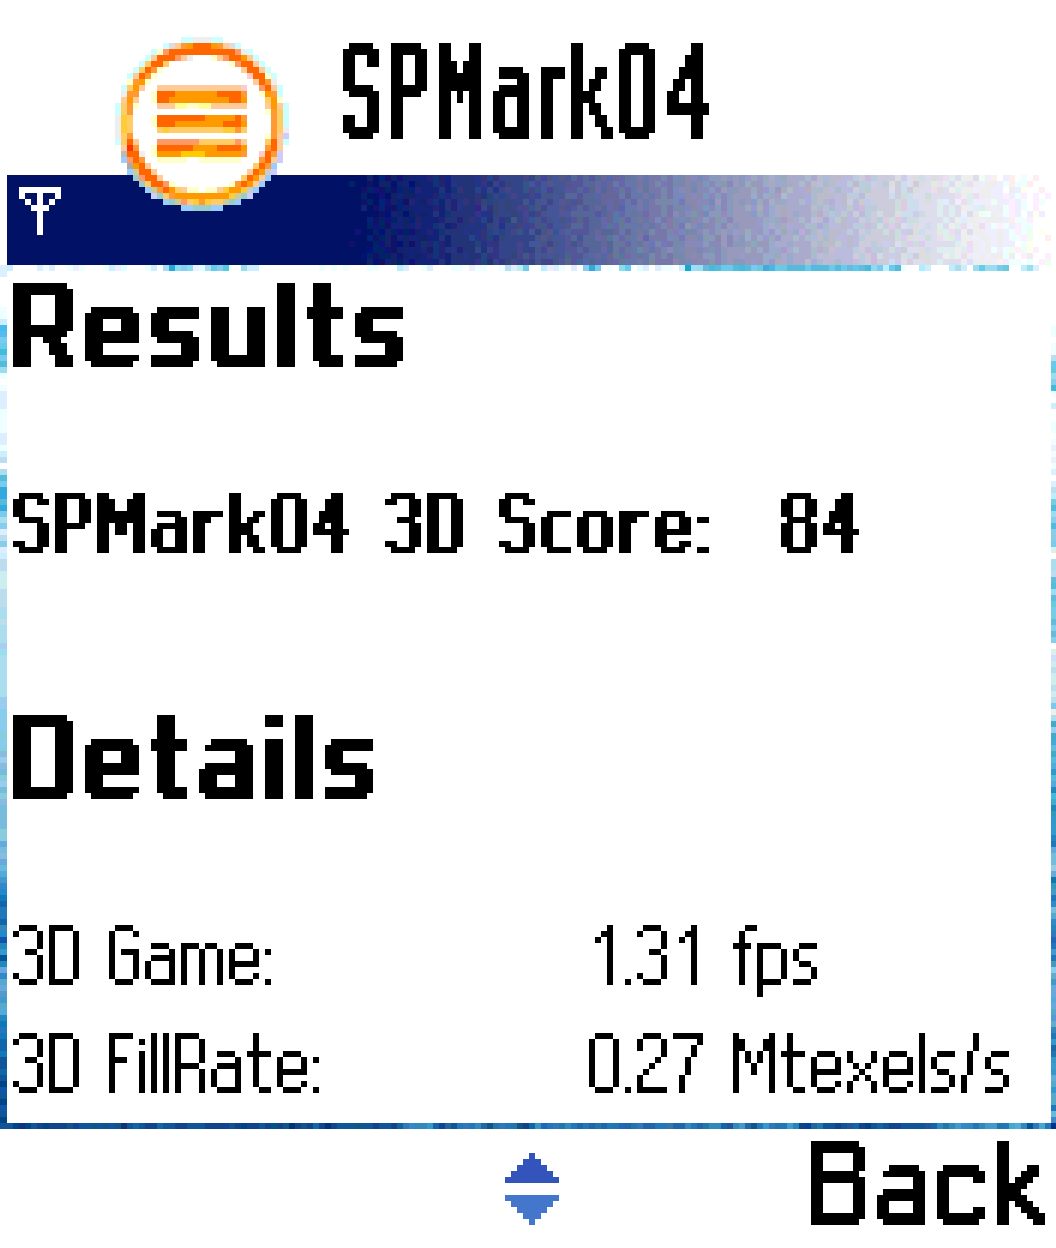 SPMark04
Results
SPMark04 3D Score: 84
Details
3D Game: 1.31 fps
3D FillRate: 0.27 Mtexels/s
Back